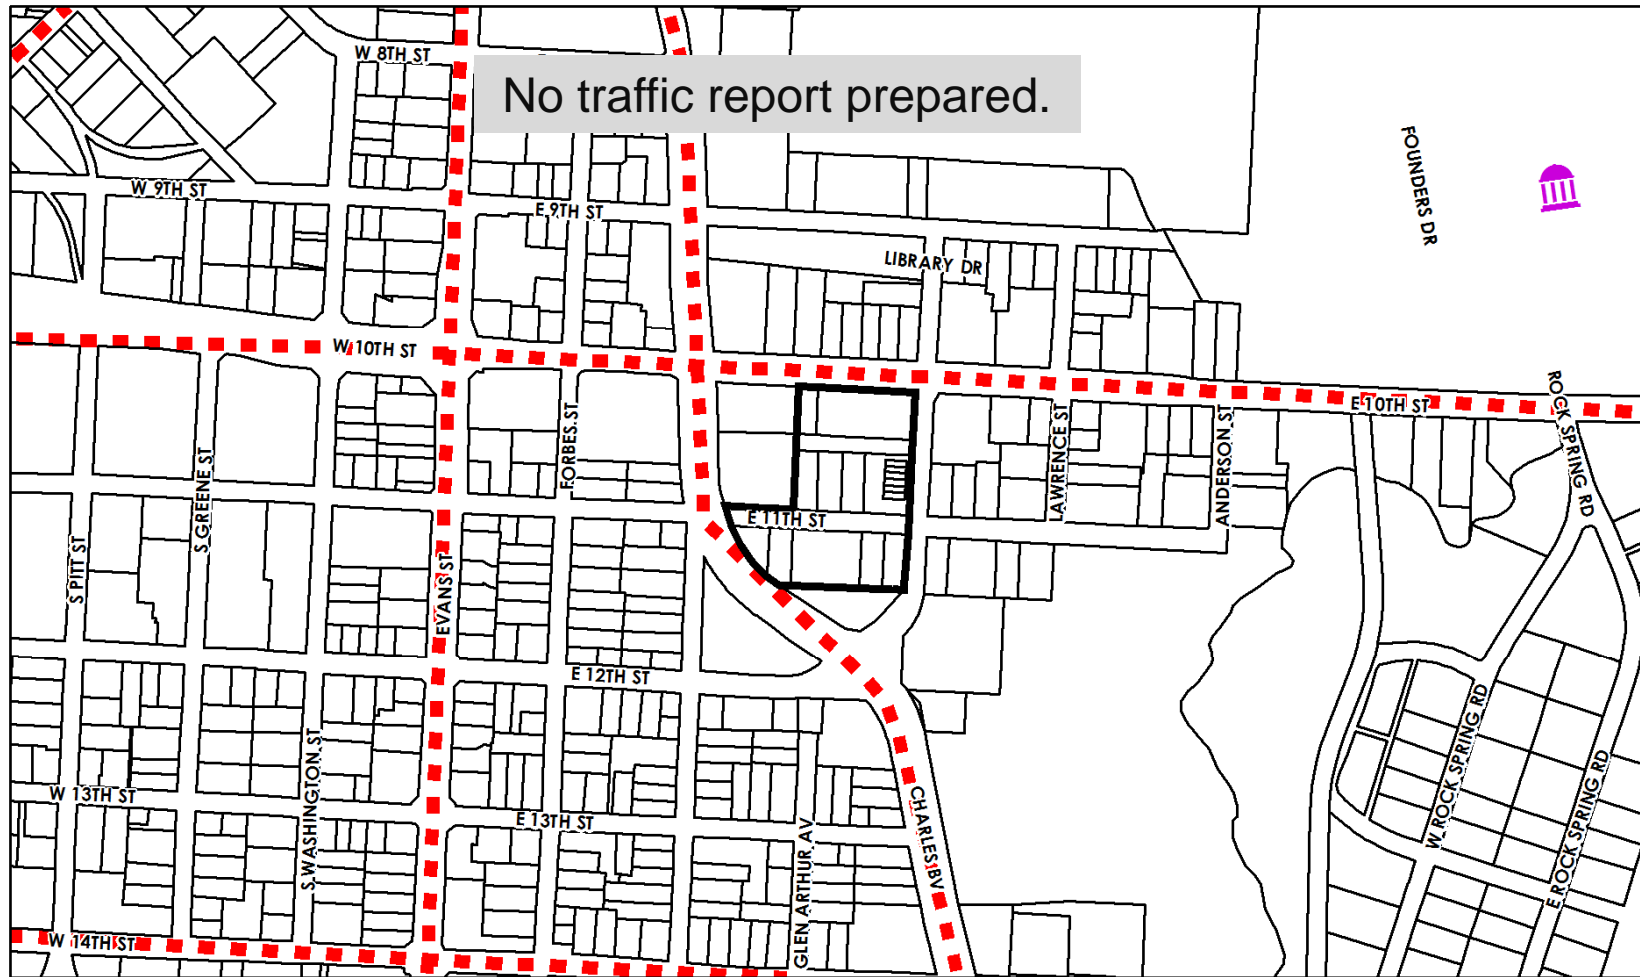 W 8TH ST
No traffic report prepared.
FOUNDERS DR
W 9TH ST
E 9TH ST
LIBRARY DR
W 10TH ST
E 10TH ST
ROCK SPRING RD
FORBES ST
LAWRENCE ST
ANDERSON ST
S GREENE ST
E 11TH ST
S PITT ST
EVANS ST
E 12TH ST
W ROCK SPRING RD
E ROCK SPRING RD
S WASHINGTON ST
W 13TH ST
E 13TH ST
CHARLES BV
GLEN ARTHUR AV
W 14TH ST